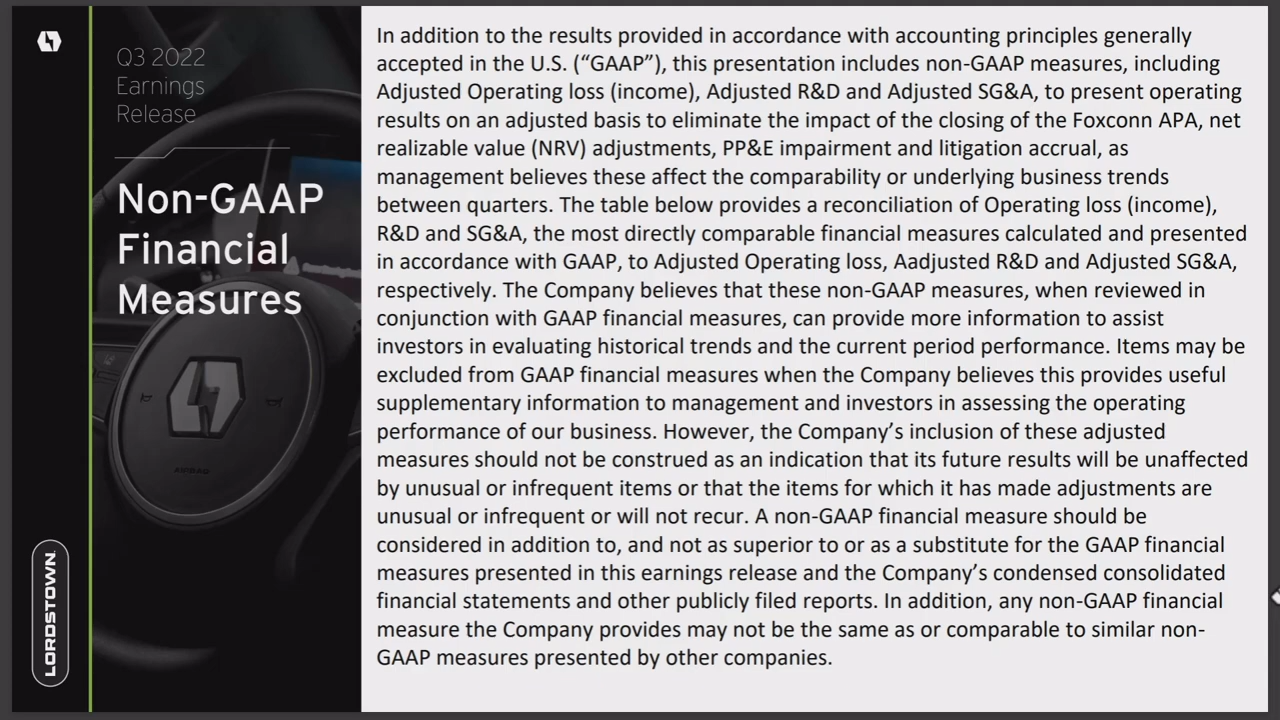 Q3 2022
Earnings
Release
Non-GAAP
Financial
Measures
AIRBAG
LORDSTOWN
In addition to the results provided in accordance with accounting principles generally
accepted in the U.S. (“GAAP”), this presentation includes non-GAAP measures, including
Adjusted Operating loss (income), Adjusted R&D and Adjusted SG&A, to present operating
results on an adjusted basis to eliminate the impact of the closing of the Foxconn APA, net
realizable value (NRV) adjustments, PP&E impairment and litigation accrual, as
management believes these affect the comparability or underlying business trends
between quarters. The table below provides a reconciliation of Operating loss (income),
R&D and SG&A, the most directly comparable financial measures calculated and presented
in accordance with GAAP, to Adjusted Operating loss, Aadjusted R&D and Adjusted SG&A,
respectively. The Company believes that these non-GAAP measures, when reviewed in
conjunction with GAAP financial measures, can provide more information to assist
investors in evaluating historical trends and the current period performance. Items may be
excluded from GAAP financial measures when the Company believes this provides useful
supplementary information to management and investors in assessing the operating
performance of our business. However, the Company’s inclusion of these adjusted
measures should not be construed as an indication that its future results will be unaffected
by unusual or infrequent items or that the items for which it has made adjustments are
unusual or infrequent or will not recur. A non-GAAP financial measure should be
considered in addition to, and not as superior to or as a substitute for the GAAP financial
measures presented in this earnings release and the Company’s condensed consolidated
financial statements and other publicly filed reports. In addition, any non-GAAP financial
measure the Company provides may not be the same as or comparable to similar non-
GAAP measures presented by other companies.